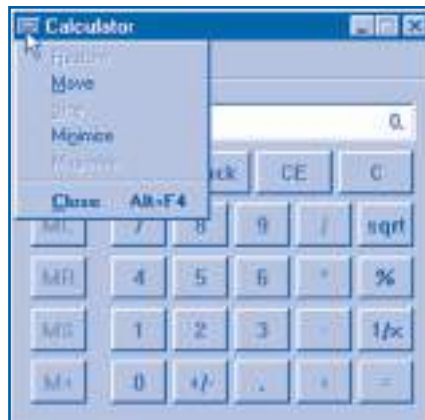 Calculator
Restore
Move
Size
Minimize
Maximize
Close Alt+F4
0.
CE C
MC 7 8 9 / sqrt
MR 4 5 6 * %
MS 1 2 3 - 1/x
M+ 0 +/- . + =